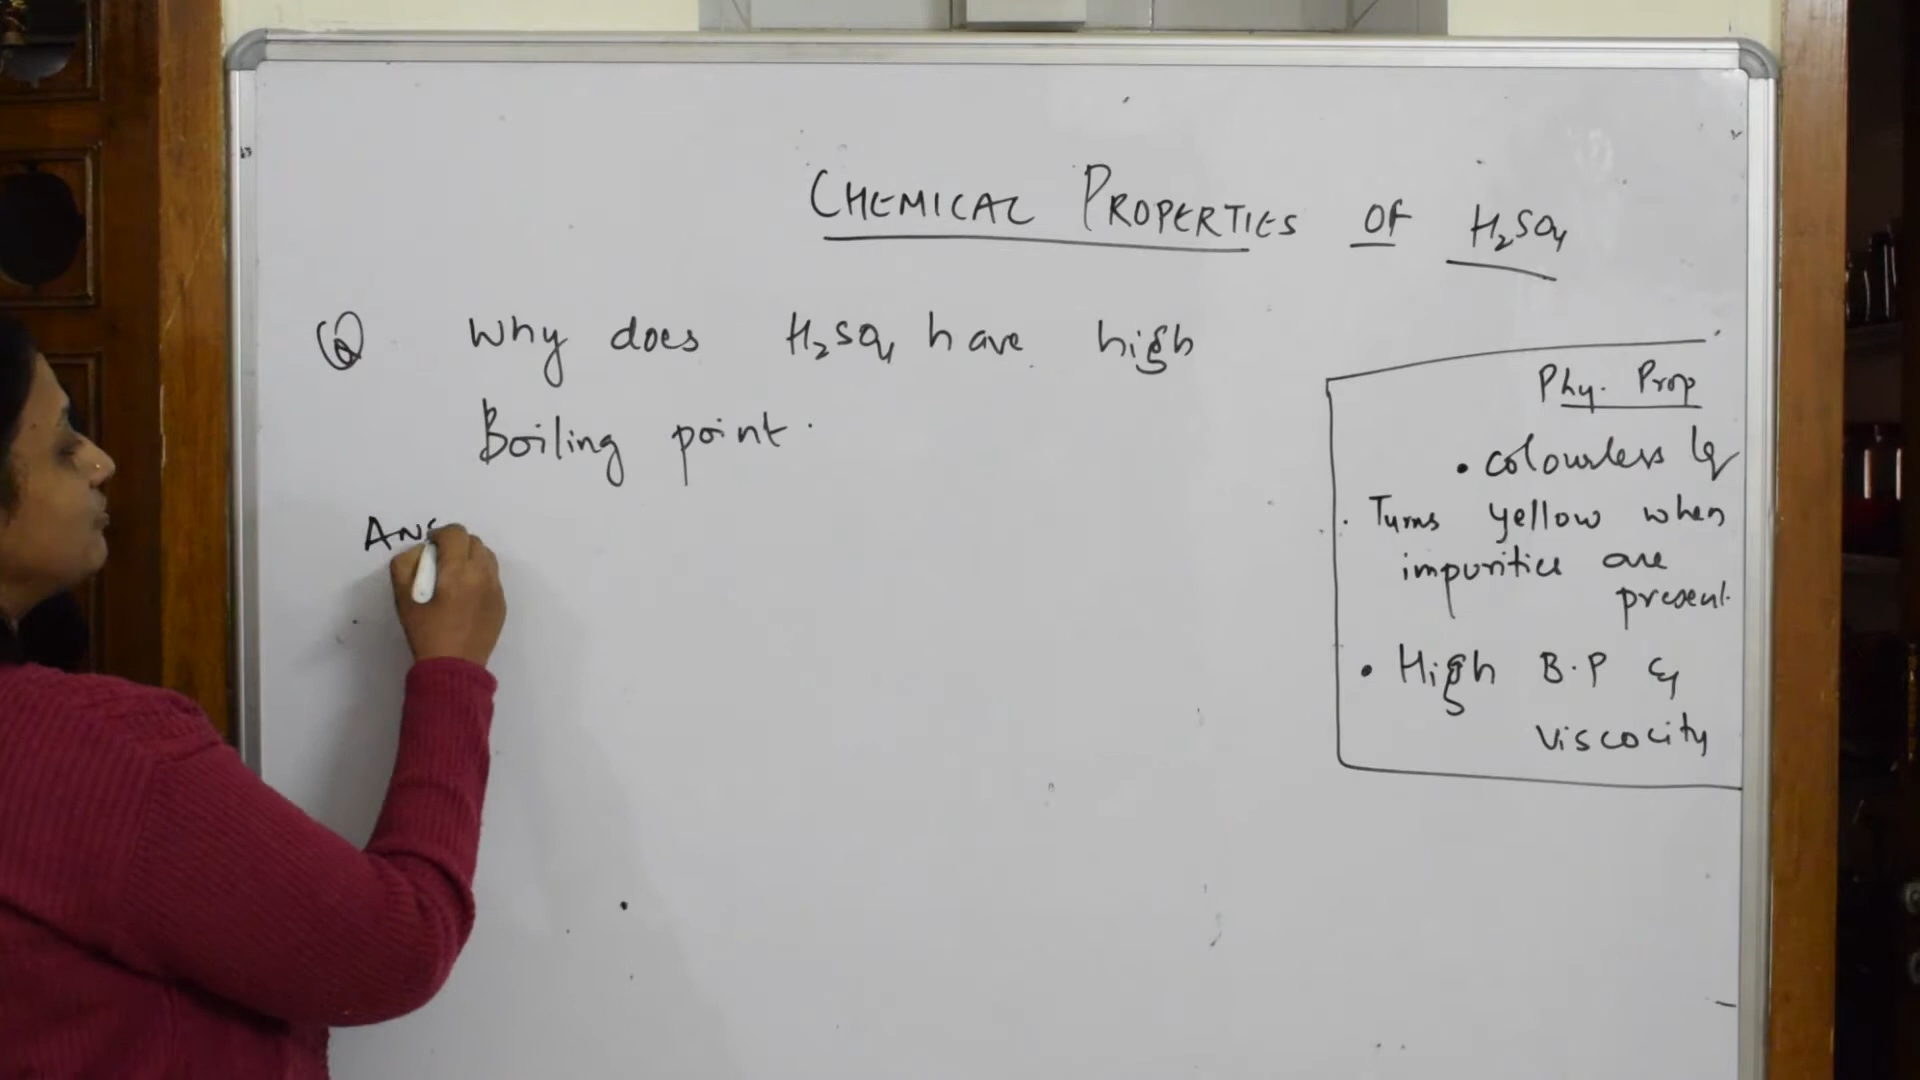 CHEMICAL PROPERTIES OF H₂SO₄
Q Why does H₂SO₄ have high
Boiling point.
Ans
Phy. Prop
• colourless lq
. Turns yellow when
impurities are
present.
• High B.P &
Viscocity